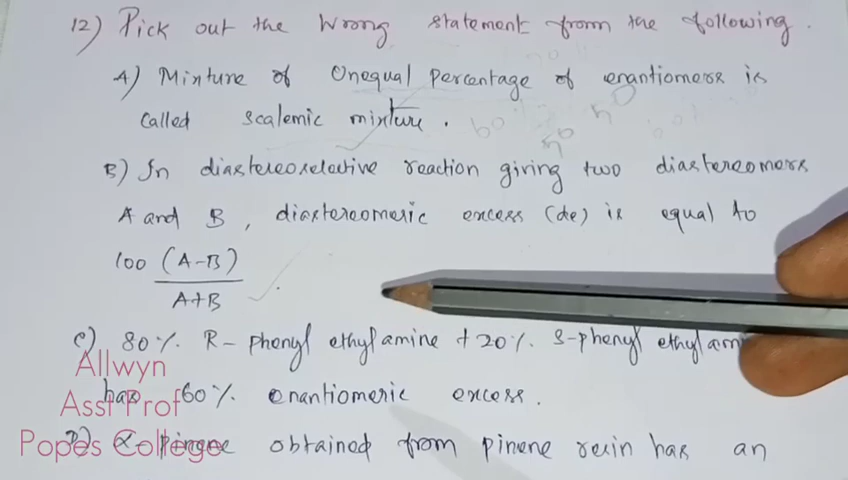 12) Pick out the Wrong statement from the following.
A) Mixture of Unequal Percentage of enantiomers is
called scalemic mixture.
B) In diastereoselective reaction giving two diastereomers
A and B, diastereomeric excess (de) is equal to
100 (A-B)
A+B
C) 80%. R- phenyl ethylamine + 20%. S-phenyl ethylam
has 60% enantiomeric excess.
D) α-pinene obtained from pinene resin has an
Allwyn
Asst Prof
Popes College